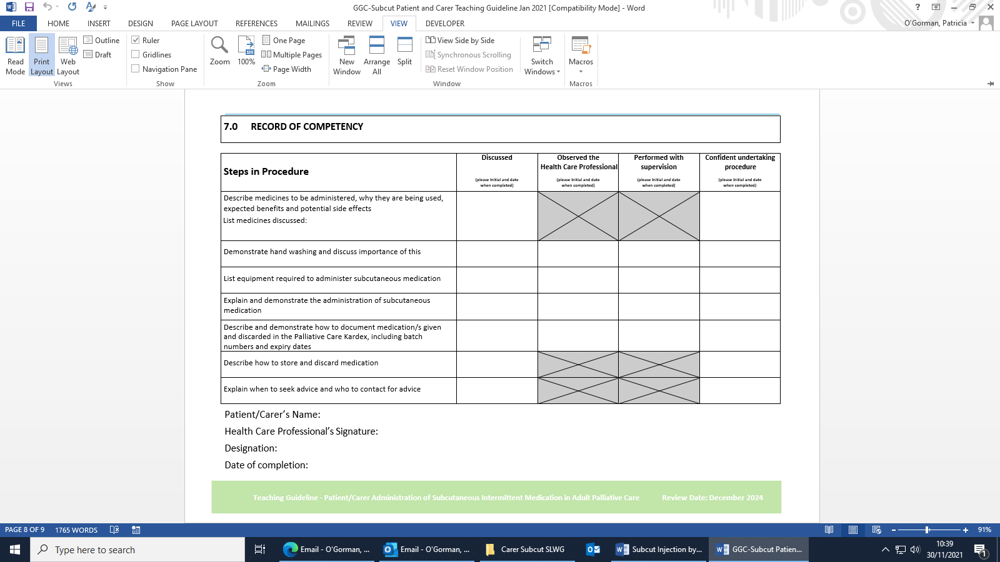 GGC-Subcut Patient and Carer Teaching Guideline Jan 2021 [Compatibility Mode] - Word
FILE HOME INSERT DESIGN PAGE LAYOUT REFERENCES MAILINGS REVIEW VIEW DEVELOPER
O'Gorman, Patricia
Read Mode
Print Layout
Web Layout
Outline
Draft
Views
Ruler
Gridlines
Navigation Pane
Show
Zoom
100%
One Page
Multiple Pages
Page Width
Zoom
New Window
Arrange All
Split
View Side by Side
Synchronous Scrolling
Reset Window Position
Window
Switch Windows
Macros
Macros
7.0 RECORD OF COMPETENCY
Steps in Procedure
Discussed
(please Initial and date
when completed)
Observed the
Health Care Professional
(please Initial and date
when completed)
Performed with
supervision
(please Initial and date
when completed)
Confident undertaking
procedure
(please Initial and date
when completed)
Describe medicines to be administered, why they are being used,
expected benefits and potential side effects
List medicines discussed:
Demonstrate hand washing and discuss importance of this
List equipment required to administer subcutaneous medication
Explain and demonstrate the administration of subcutaneous
medication
Describe and demonstrate how to document medication/s given
and discarded in the Palliative Care Kardex, including batch
numbers and expiry dates
Describe how to store and discard medication
Explain when to seek advice and who to contact for advice
Patient/Carer’s Name:
Health Care Professional’s Signature:
Designation:
Date of completion:
Teaching Guideline - Patient/Carer Administration of Subcutaneous Intermittent Medication in Adult Palliative Care Review Date: December 2024
PAGE 8 OF 9 1765 WORDS 91%
Type here to search
Email - O'Gorman, ...
Email - O'Gorman, ...
Carer Subcut SLWG
Subcut Injection by...
GGC-Subcut Patien...
10:39
30/11/2021
1